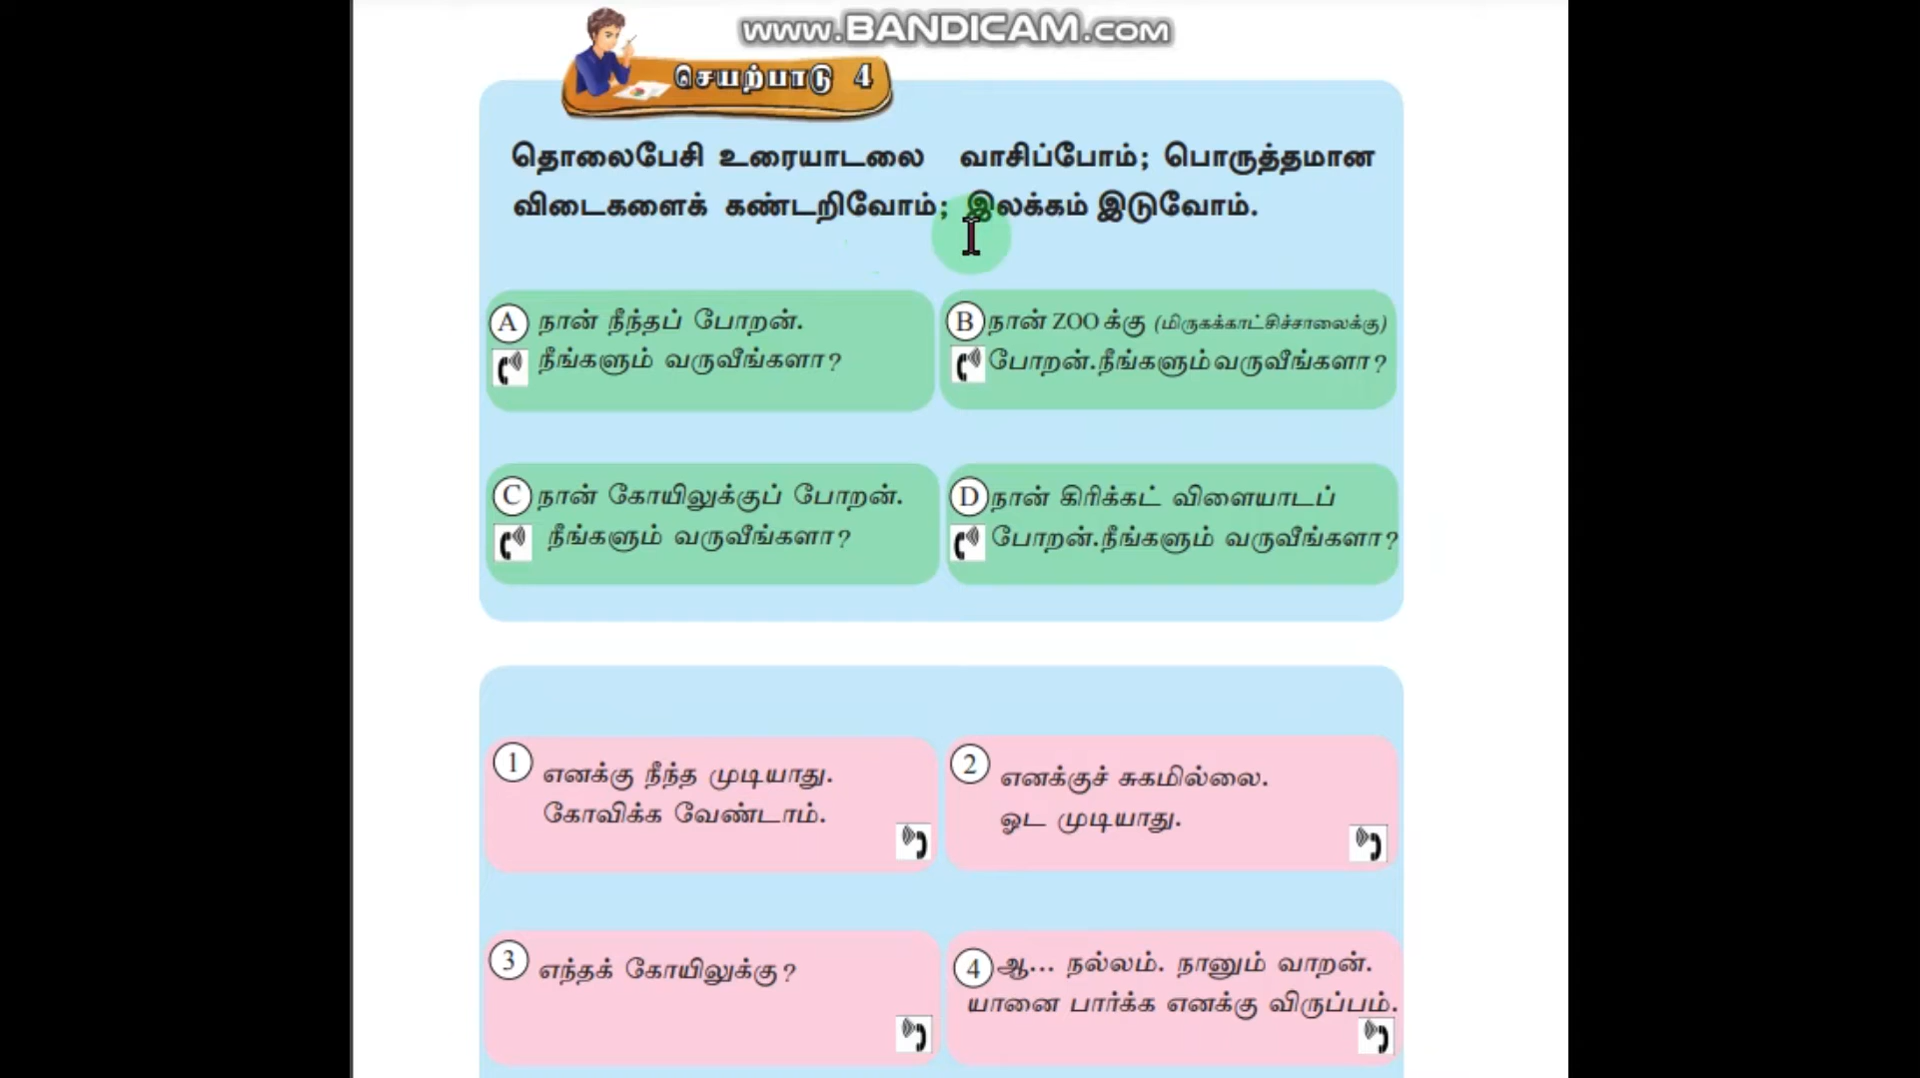 www.BANDICAM.com
செயற்பாடு 4
தொலைபேசி உரையாடலை வாசிப்போம்; பொருத்தமான
விடைகளைக் கண்டறிவோம்; இலக்கம் இடுவோம்.
A நான் நீந்தப் போறன்.
நீங்களும் வருவீங்களா?
B நான் ZOO க்கு (மிருகக்காட்சிச்சாலைக்கு)
போறன்.நீங்களும் வருவீங்களா?
C நான் கோயிலுக்குப் போறன்.
நீங்களும் வருவீங்களா?
D நான் கிரிக்கட் விளையாடப்
போறன்.நீங்களும் வருவீங்களா?
1 எனக்கு நீந்த முடியாது.
கோவிக்க வேண்டாம்.
2 எனக்குச் சுகமில்லை.
ஓட முடியாது.
3 எந்தக் கோயிலுக்கு?
4 ஆ... நல்லம். நானும் வாறன்.
யானை பார்க்க எனக்கு விருப்பம்.